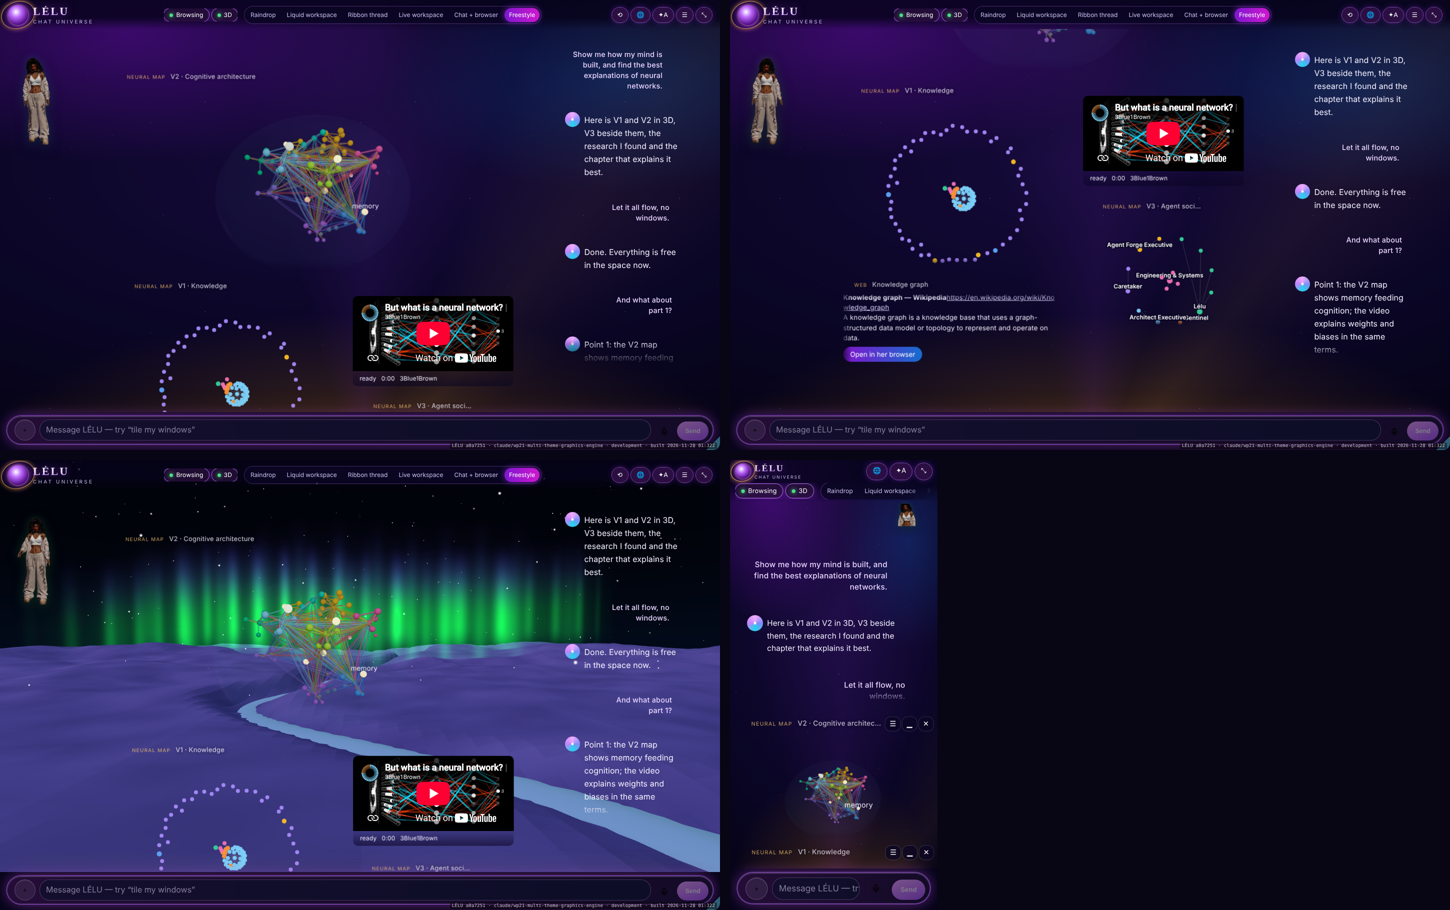 LÉLU
CHAT UNIVERSE
Browsing
3D
Raindrop
Liquid workspace
Ribbon thread
Live workspace
Chat + browser
Freestyle
A
Show me how my mind is
built, and find the best
explanations of neural
networks.
NEURAL MAP V2 · Cognitive architecture
Here is V1 and V2 in 3D,
V3 beside them, the
research I found and the
chapter that explains it
best.
memory
Let it all flow, no
windows.
Done. Everything is free
in the space now.
NEURAL MAP V1 · Knowledge
And what about
part 1?
But what is a neural network?
3Blue1Brown
Watch on YouTube
Point 1: the V2 map
shows memory feeding
ready 0:00 3Blue1Brown
NEURAL MAP V3 · Agent soci...
Message LÉLU — try “tile my windows”
Send
LÉLU
CHAT UNIVERSE
Browsing
3D
Raindrop
Liquid workspace
Ribbon thread
Live workspace
Chat + browser
Freestyle
A
Here is V1 and V2 in 3D,
V3 beside them, the
research I found and the
chapter that explains it
best.
NEURAL MAP V1 · Knowledge
But what is a neural network?
3Blue1Brown
Watch on YouTube
ready 0:00 3Blue1Brown
Let it all flow, no
windows.
Done. Everything is free
in the space now.
NEURAL MAP V3 · Agent soci...
And what about
part 1?
Agent Forge Executive
Engineering & Systems
Caretaker
Lélu
Architect Executive
Sentinel
Point 1: the V2 map
shows memory feeding
cognition; the video
explains weights and
biases in the same
terms.
WEB Knowledge graph
Knowledge graph — Wikipediahttps://en.wikipedia.org/wiki/Kno
wledge_graph
A knowledge graph is a knowledge base that uses a graph-
structured data model or topology to represent and operate on
data.
Open in her browser
Message LÉLU — try “tile my windows”
Send
LÉLU
CHAT UNIVERSE
Browsing
3D
Raindrop
Liquid workspace
Ribbon thread
Live workspace
Chat + browser
Freestyle
A
Here is V1 and V2 in 3D,
V3 beside them, the
research I found and the
chapter that explains it
best.
NEURAL MAP V2 · Cognitive architecture
Let it all flow, no
windows.
Done. Everything is free
in the space now.
memory
And what about
part 1?
NEURAL MAP V1 · Knowledge
Point 1: the V2 map
shows memory feeding
cognition; the video
explains weights and
biases in the same
terms.
But what is a neural network?
3Blue1Brown
Watch on YouTube
ready 0:00 3Blue1Brown
NEURAL MAP V3 · Agent soci...
Message LÉLU — try “tile my windows”
Send
LÉLU
CHAT UNIVERSE
A
Browsing
3D
Raindrop
Liquid workspace
Show me how my mind is built, and
find the best explanations of neural
networks.
Here is V1 and V2 in 3D, V3 beside
them, the research I found and the
chapter that explains it best.
Let it all flow, no
windows.
NEURAL MAP V2 · Cognitive architec...
memory
NEURAL MAP V1 · Knowledge
Message LÉLU — tr
Send